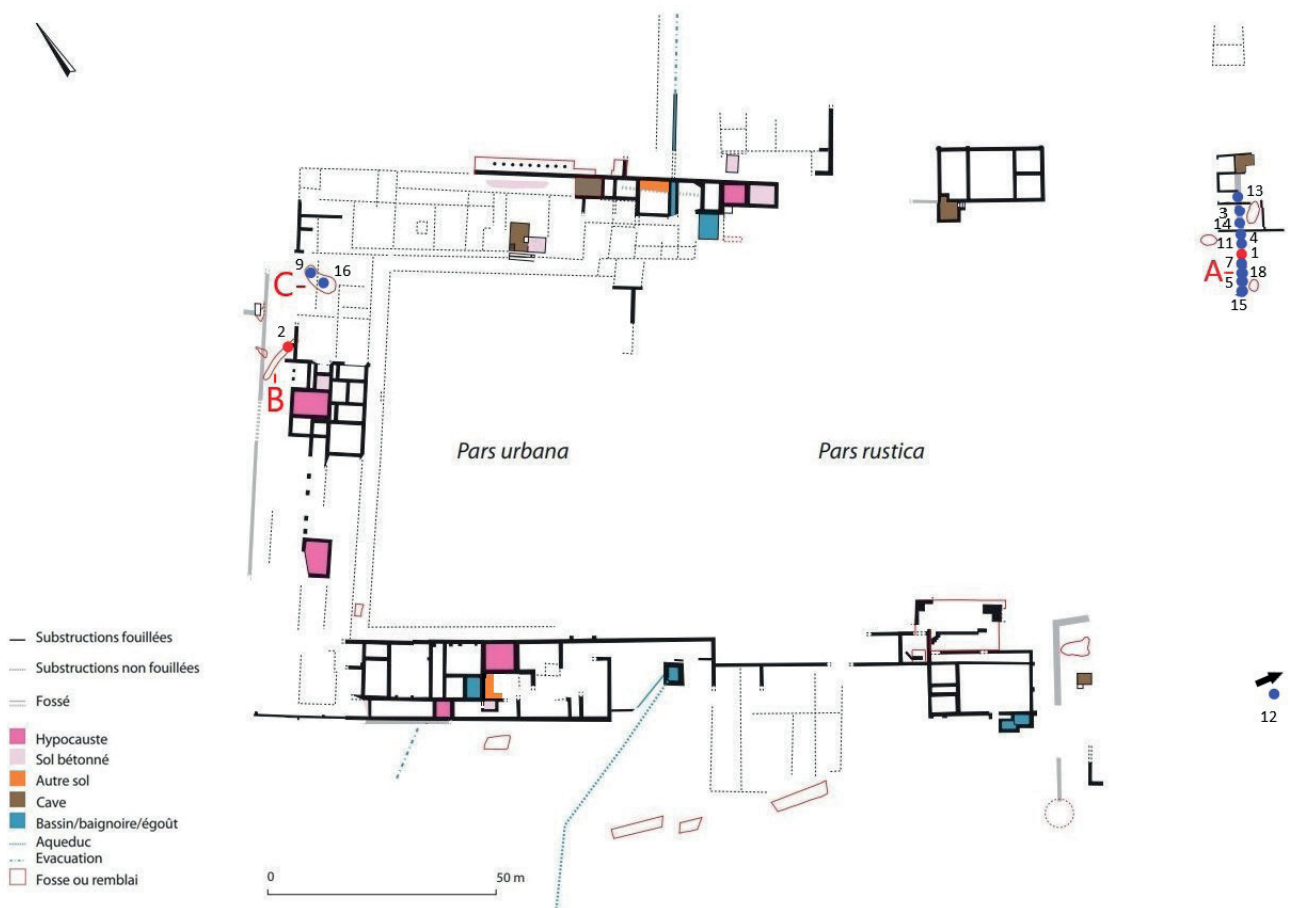 13
3
14
4
11
1
A
7
18
5
15
9
16
C
2
B
Pars urbana
Pars rustica
12
Substructions fouillées
Substructions non fouillées
Fossé
Hypocauste
Sol bétonné
Autre sol
Cave
Bassin/baignoire/égoût
Aqueduc
Evacuation
Fosse ou remblai
0
50 m